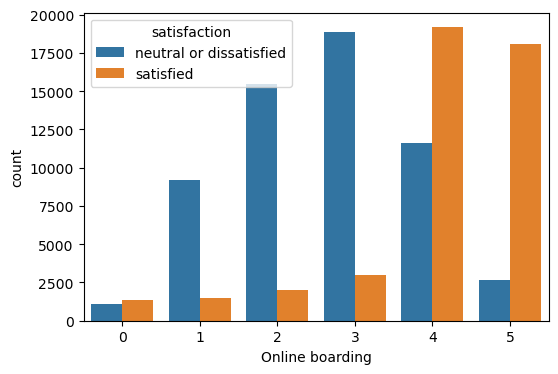 satisfaction
neutral or dissatisfied
satisfied
20000
17500
15000
12500
10000
7500
5000
2500
0
count
0 1 2 3 4 5
Online boarding